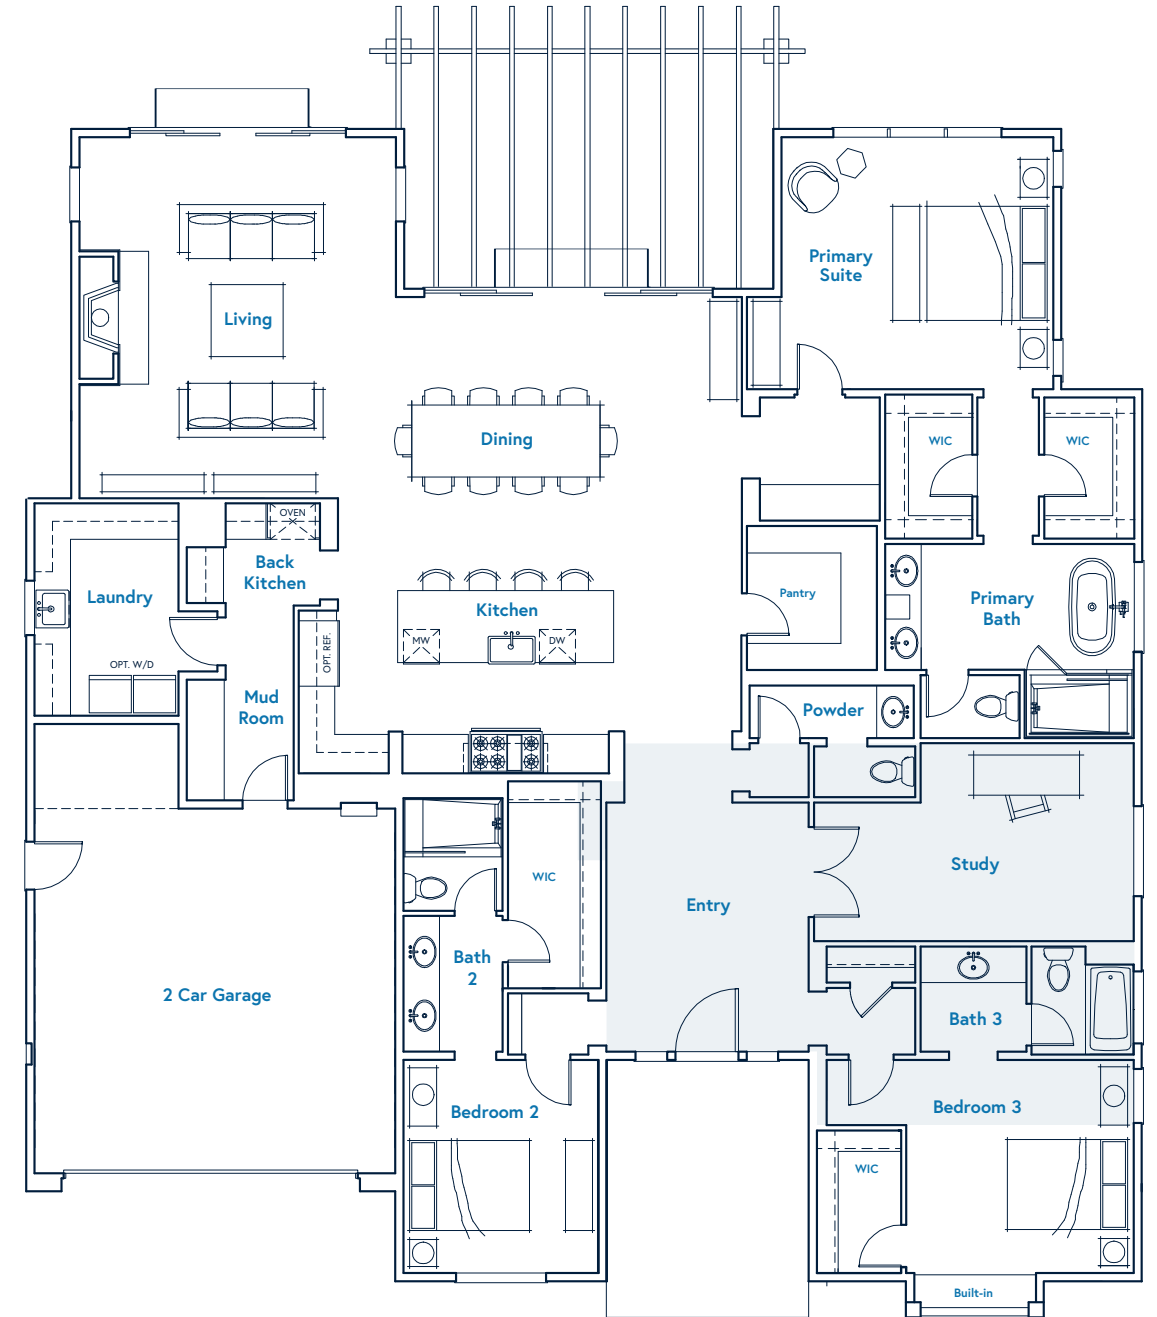 Primary
Suite
Living
WIC
WIC
Dining
OVEN
Back
Kitchen
Laundry
Kitchen
Pantry
Primary
Bath
MW
DW
OPT. REF.
OPT. W/D
Mud
Room
Powder
Study
WIC
Entry
Bath
2
2 Car Garage
Bath 3
Bedroom 2
Bedroom 3
WIC
Built-in